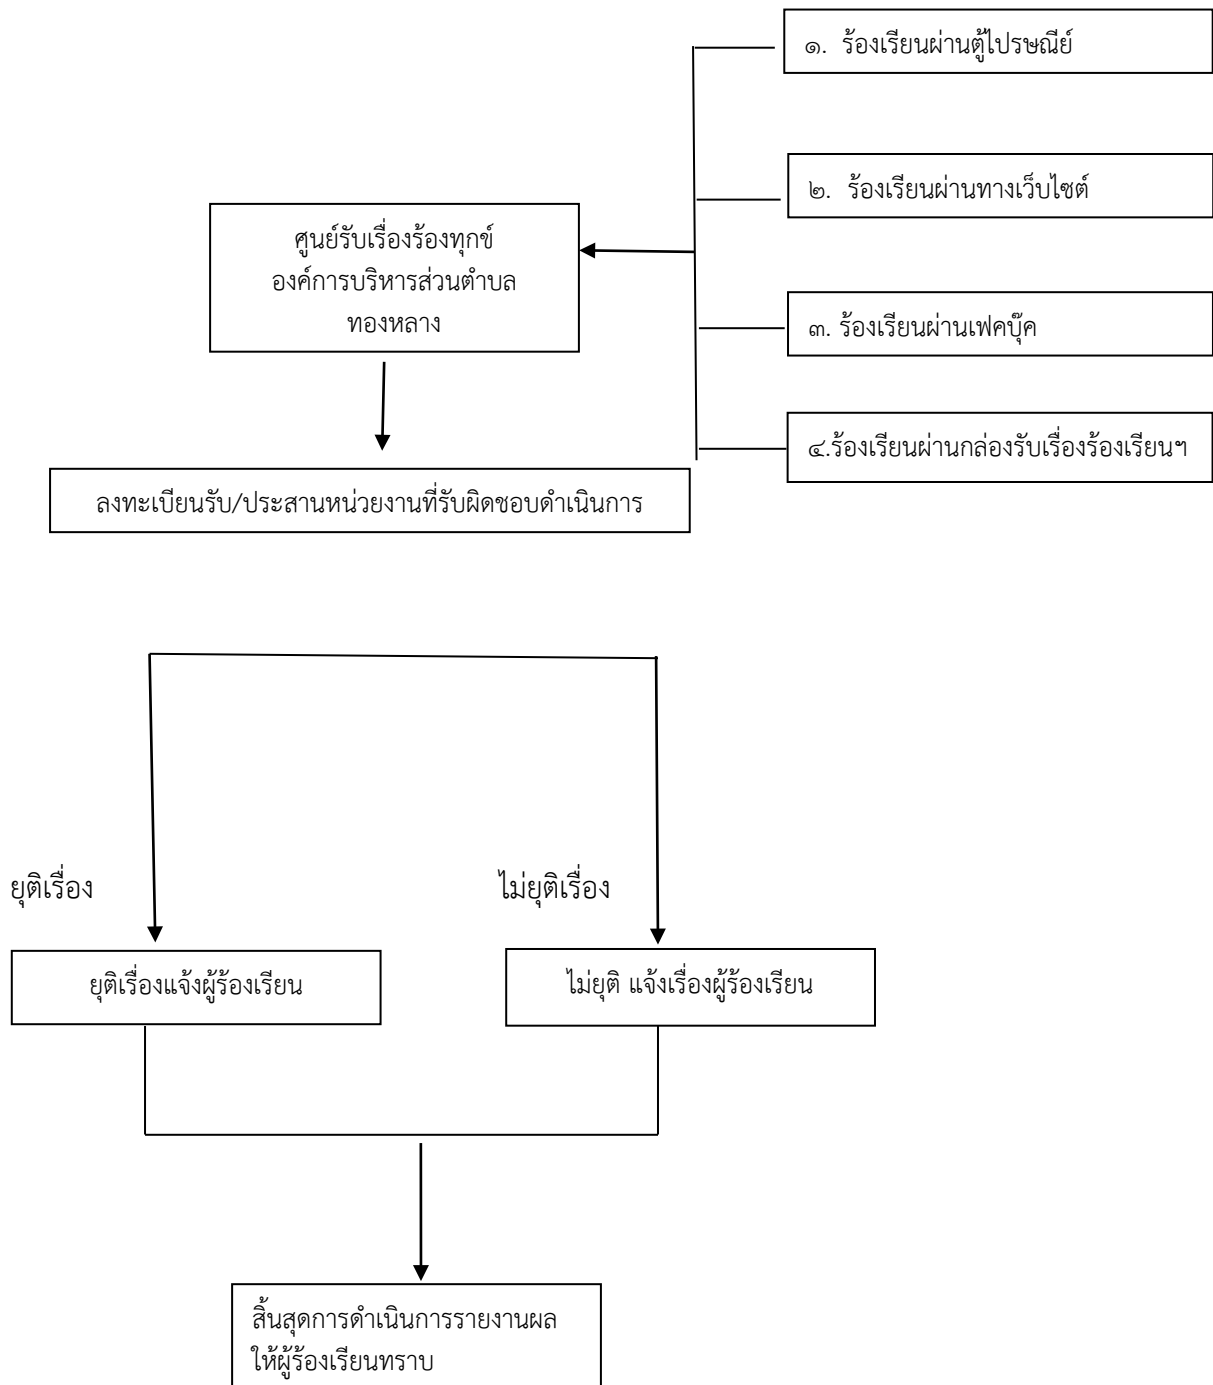 ๑. ร้องเรียนผ่านตู้ไปรษณีย์
๒. ร้องเรียนผ่านทางเว็บไซต์
ศูนย์รับเรื่องร้องทุกข์
องค์การบริหารส่วนตำบล
ทองหลาง
๓. ร้องเรียนผ่านเฟคบุ๊ค
๔.ร้องเรียนผ่านกล่องรับเรื่องร้องเรียนฯ
ลงทะเบียนรับ/ประสานหน่วยงานที่รับผิดชอบดำเนินการ
ยุติเรื่อง
ไม่ยุติเรื่อง
ยุติเรื่องแจ้งผู้ร้องเรียน
ไม่ยุติ แจ้งเรื่องผู้ร้องเรียน
สิ้นสุดการดำเนินการรายงานผล
ให้ผู้ร้องเรียนทราบ